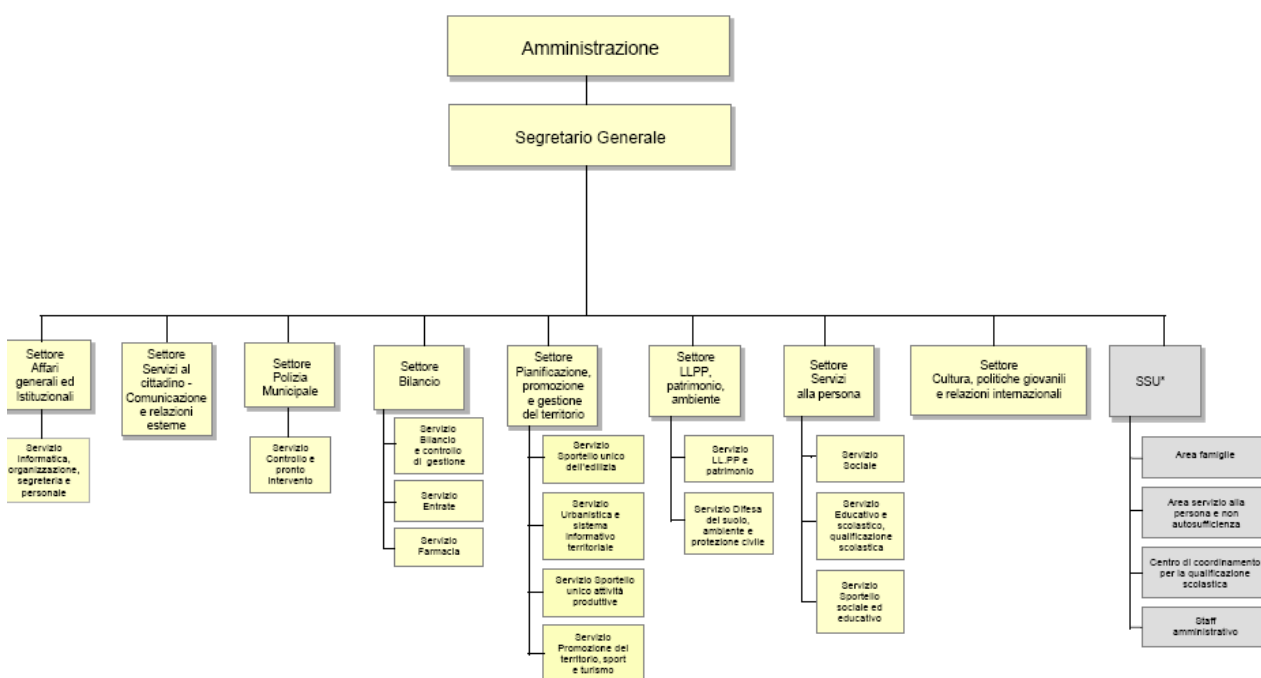 Amministrazione
Segretario Generale
Settore
Affari
generali ed
Istituzionali
Servizio
Informatica,
organizzazione,
segreteria e
personale
Settore
Servizi al
cittadino -
Comunicazione
e relazioni
esterne
Settore
Polizia
Municipale
Servizio
Controllo e
pronto
intervento
Settore
Bilancio
Servizio
Bilancio
e controllo
di gestione
Servizio
Entrate
Servizio
Farmacia
Settore
Pianificazione,
promozione
e gestione
del territorio
Servizio
Sportello unico
dell'edilizia
Servizio
Urbanistica e
sistema
informativo
territoriale
Servizio Sportello
unico attività
produttive
Servizio
Promozione del
territorio, sport
e turismo
Settore
LLPP,
patrimonio,
ambiente
Servizio
LL.PP e
patrimonio
Servizio Difesa
del suolo,
ambiente e
protezione civile
Settore
Servizi
alla persona
Servizio
Sociale
Servizio
Educativo e
scolastico,
qualificazione
scolastica
Servizio
Sportello
sociale ed
educativo
Settore
Cultura, politiche giovanili
e relazioni internazionali
SSU*
Area famiglie
Area servizio alla
persona e non
autosufficienza
Centro di coordinamento
per la qualificazione
scolastica
Staff
amministrativo